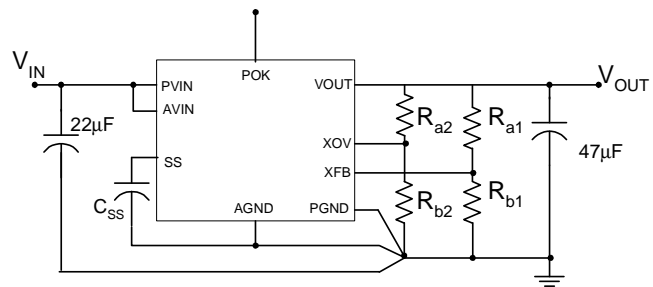 V_IN
POK
PVIN
VOUT
V_OUT
AVIN
22µF
R_a2
R_a1
XOV
47µF
SS
XFB
C_SS
R_b2
R_b1
AGND
PGND